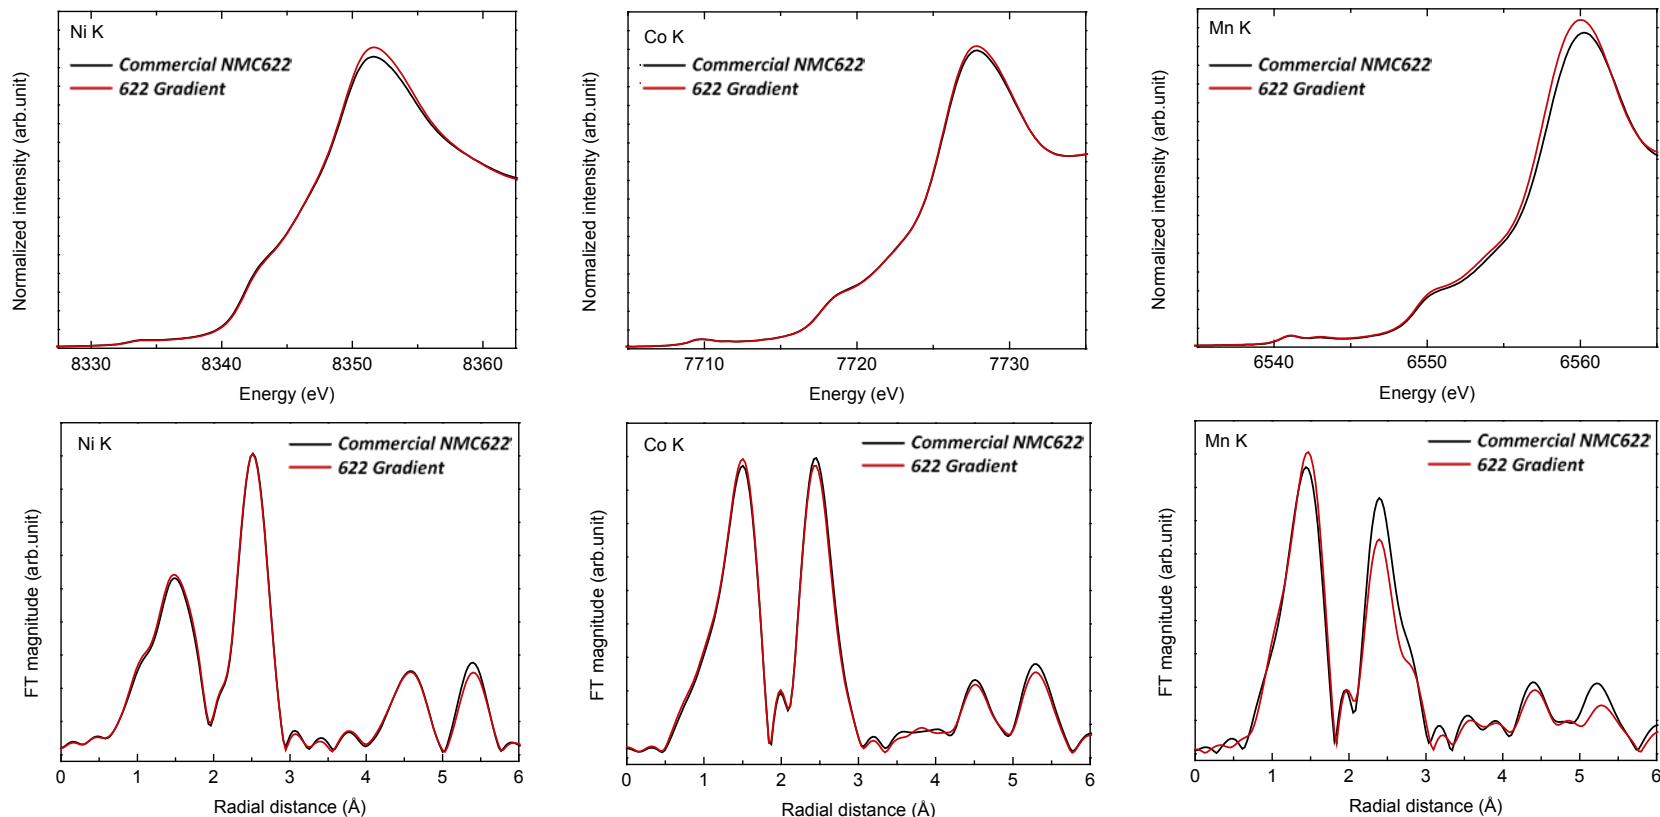 Ni K
Commercial NMC622'
622 Gradient
Normalized intensity (arb.unit)
8330 8340 8350 8360
Energy (eV)
Co K
Commercial NMC622'
622 Gradient
Normalized intensity (arb.unit)
7710 7720 7730
Energy (eV)
Mn K
Commercial NMC622'
622 Gradient
Normalized intensity (arb.unit)
6540 6550 6560
Energy (eV)
Ni K
Commercial NMC622'
622 Gradient
FT magnitude (arb.unit)
0 1 2 3 4 5 6
Radial distance (Å)
Co K
Commercial NMC622'
622 Gradient
FT magnitude (arb.unit)
0 1 2 3 4 5 6
Radial distance (Å)
Mn K
Commercial NMC622'
622 Gradient
FT magnitude (arb.unit)
0 1 2 3 4 5 6
Radial distance (Å)